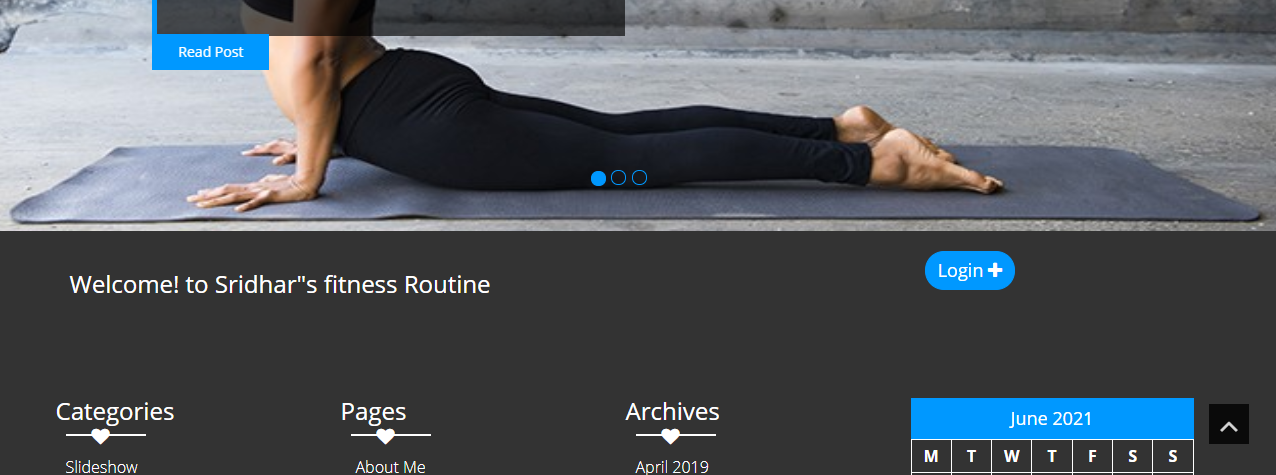 Read Post
Welcome! to Sridhar"s fitness Routine
Login
Categories
Pages
Archives
June 2021
M T W T F S S
Slideshow
About Me
April 2019